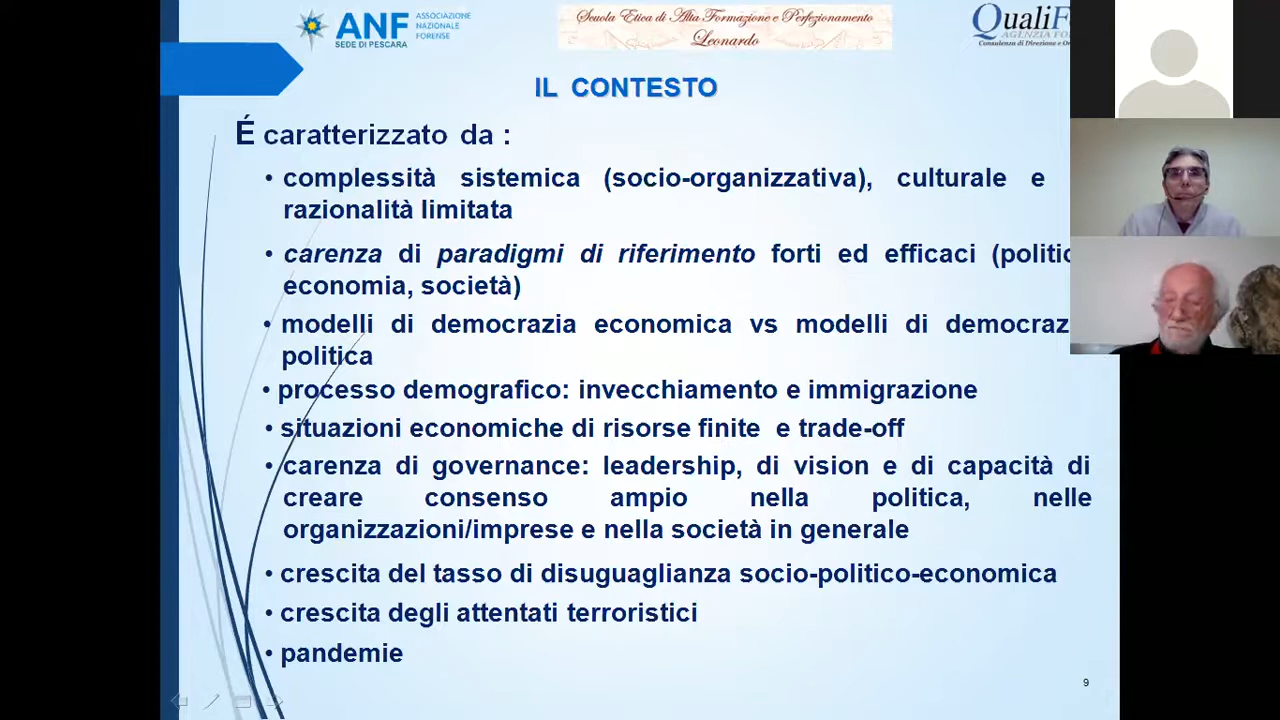 ANF
SEDE DI PESCARA
ASSOCIAZIONE
NAZIONALE
FORENSE
Scuola Etica di Alta Formazione e Perfezionamento
Leonardo
IL CONTESTO
É caratterizzato da :
• complessità sistemica (socio-organizzativa), culturale e
razionalità limitata
• carenza di paradigmi di riferimento forti ed efficaci (politic
economia, società)
• modelli di democrazia economica vs modelli di democraz
politica
• processo demografico: invecchiamento e immigrazione
• situazioni economiche di risorse finite e trade-off
• carenza di governance: leadership, di vision e di capacità di
creare consenso ampio nella politica, nelle
organizzazioni/imprese e nella società in generale
• crescita del tasso di disuguaglianza socio-politico-economica
• crescita degli attentati terroristici
• pandemie
9